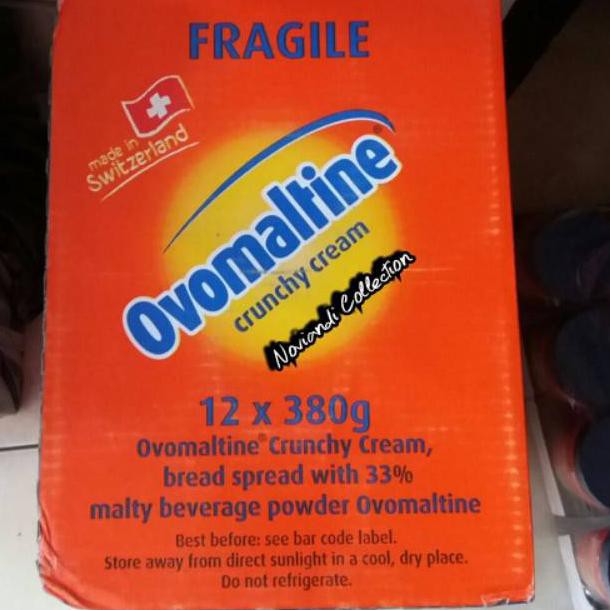 FRAGILE
made in
Switzerland
Ovomaltine®
crunchy cream
Noviandi Collection
12 x 380g
Ovomaltine® Crunchy Cream,
bread spread with 33%
malty beverage powder Ovomaltine
Best before: see bar code label.
Store away from direct sunlight in a cool, dry place.
Do not refrigerate.